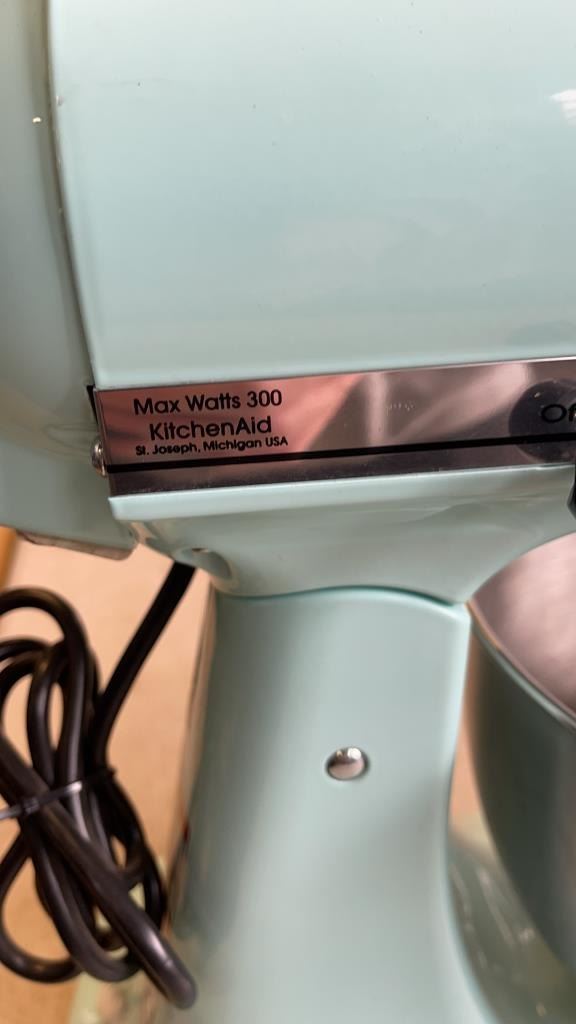 Max Watts 300
KitchenAid
St. Joseph, Michigan USA